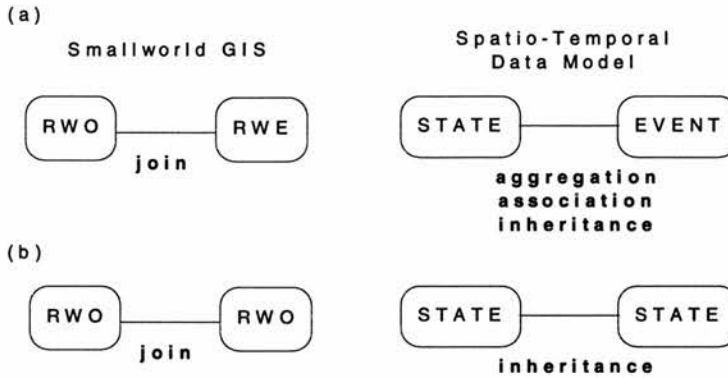 (a)
Smallworld GIS
Spatio-Temporal
Data Model
RWO
RWE
STATE
EVENT
join
aggregation
association
inheritance
(b)
RWO
RWO
STATE
STATE
join
inheritance